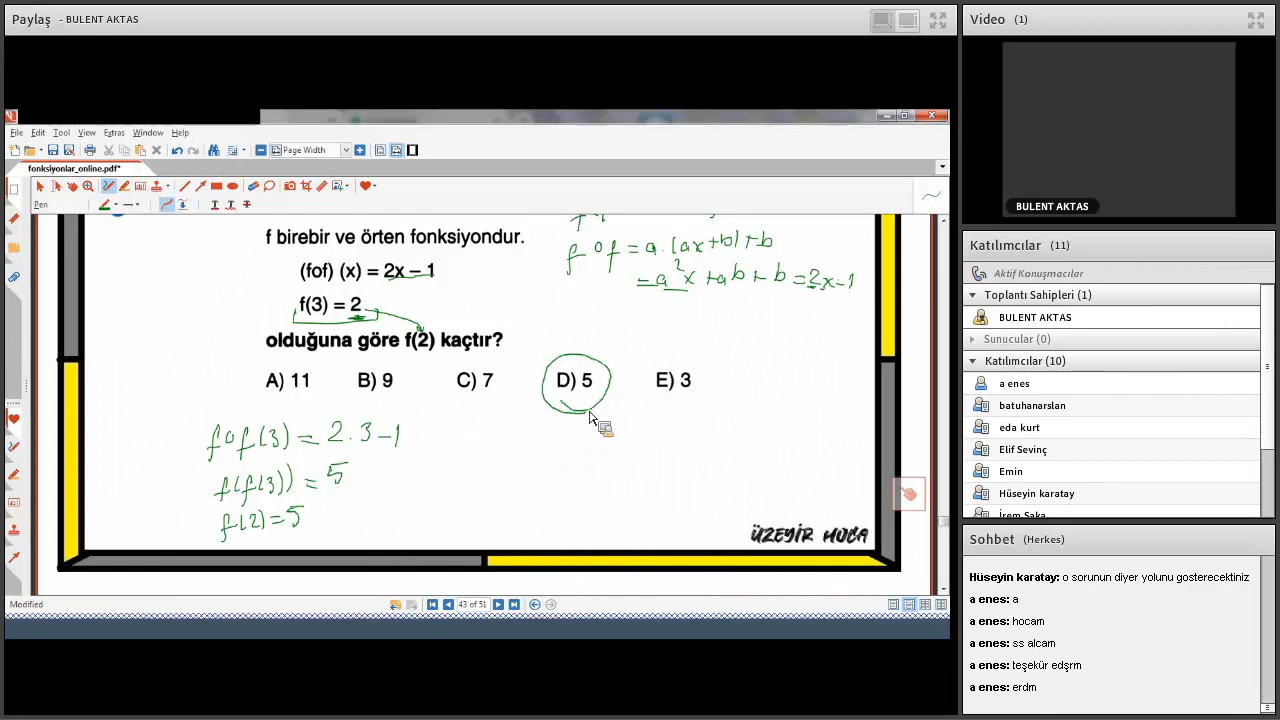 Paylaş - BULENT AKTAS
File Edit Tool View Extras Window Help
Page Width
fonksiyonlar_online.pdf*
Pen
f birebir ve örten fonksiyondur.
(fof) (x) = 2x – 1
f(3) = 2
olduğuna göre f(2) kaçtır?
A) 11 B) 9 C) 7 D) 5 E) 3
fof = a.(ax+b)+b
= a²x + ab + b = 2x-1
fof(3) = 2.3-1
f(f(3)) = 5
f(2)=5
ÜZEYİR HOCA
Modified
43 of 51
Video (1)
BULENT AKTAS
Katılımcılar (11)
Aktif Konuşmacılar
Toplantı Sahipleri (1)
BULENT AKTAS
Sunucular (0)
Katılımcılar (10)
a enes
batuhanarslan
eda kurt
Elif Sevinç
Emin
Hüseyin karatay
İrem Saka
Sohbet (Herkes)
Hüseyin karatay: o sorunun diyer yolunu gosterecektiniz
a enes: a
a enes: hocam
a enes: ss alcam
a enes: teşekür edşrm
a enes: erdm